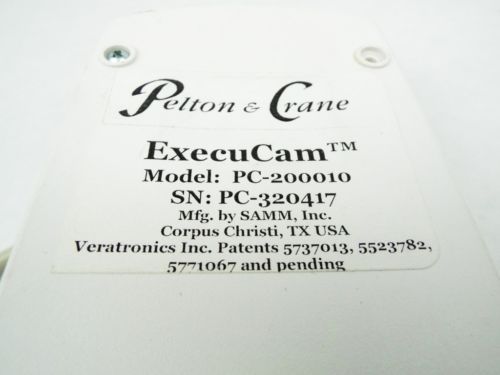 Pelton & Crane
ExecuCam™
Model: PC-200010
SN: PC-320417
Mfg. by SAMM, Inc.
Corpus Christi, TX USA
Veratronics Inc. Patents 5737013, 5523782,
5771067 and pending